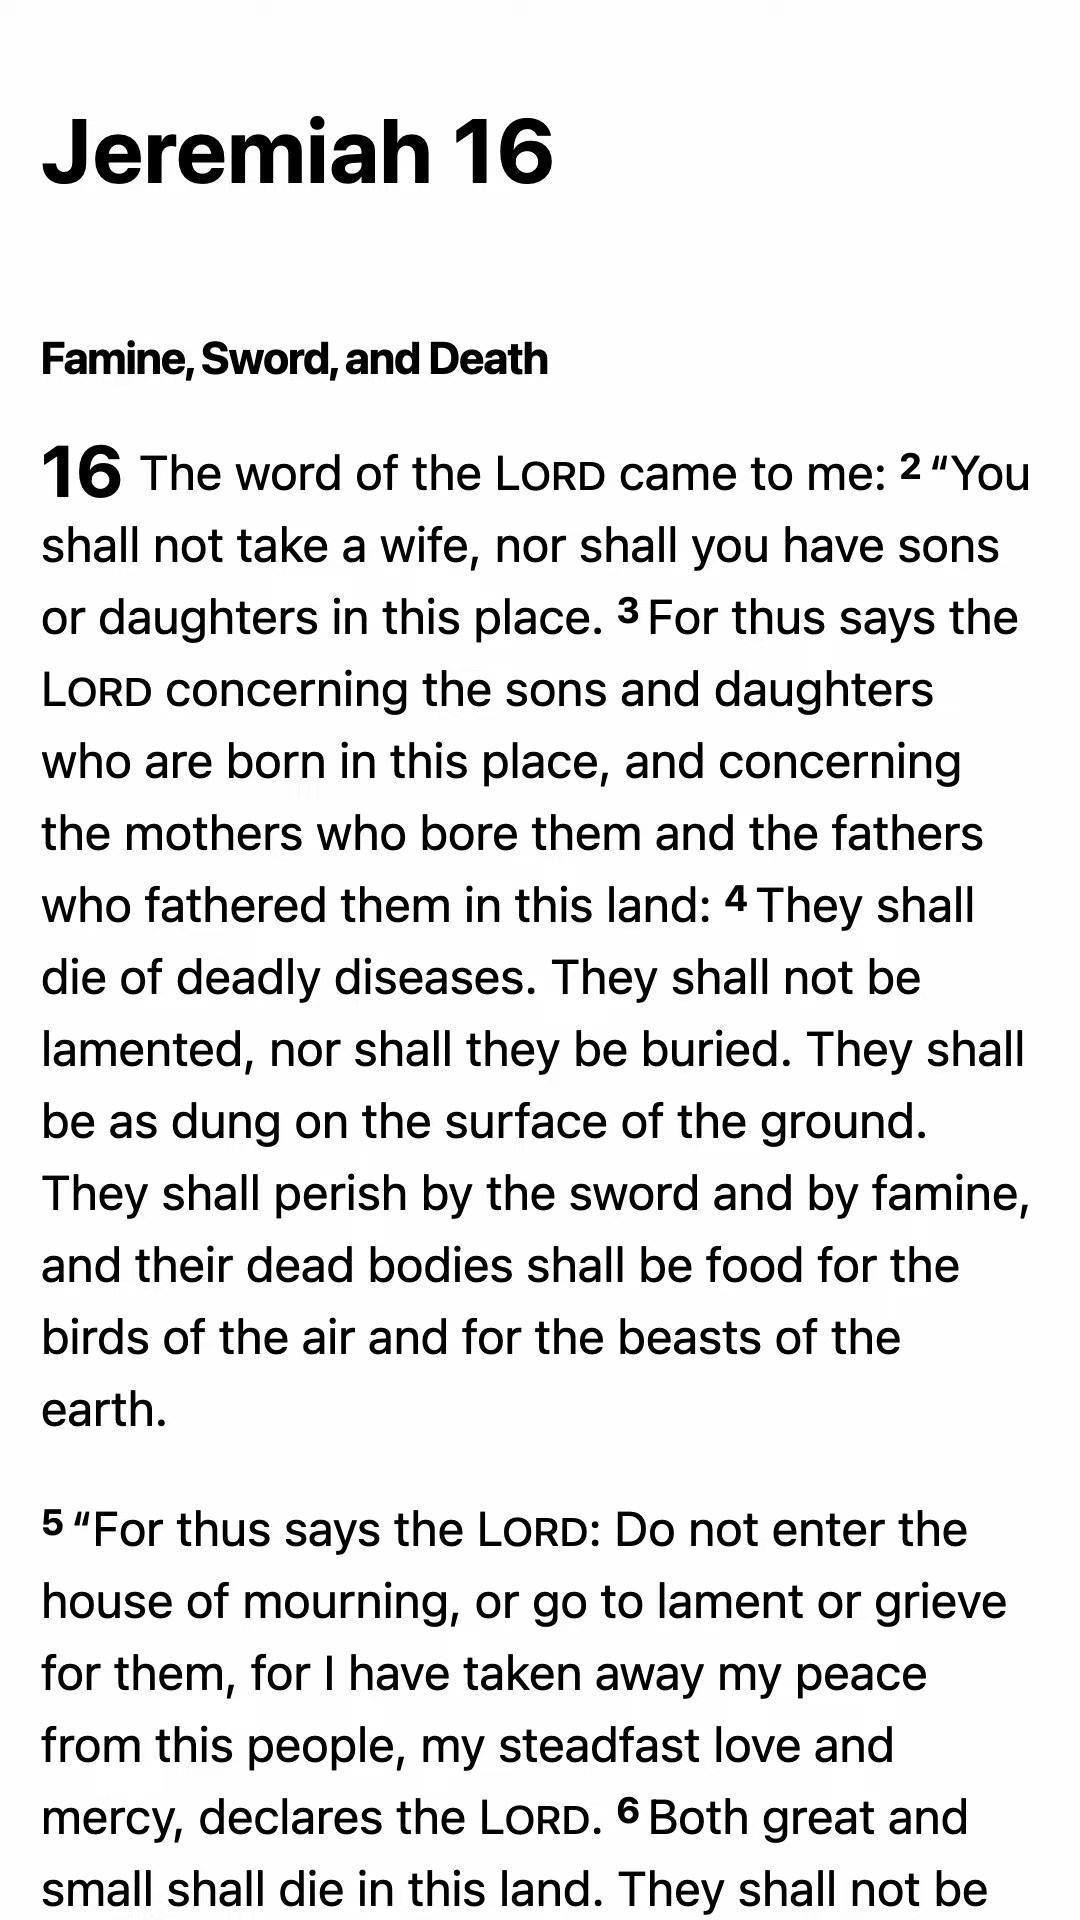 Jeremiah 16
Famine, Sword, and Death
16 The word of the LORD came to me: 2 “You
shall not take a wife, nor shall you have sons
or daughters in this place. 3 For thus says the
LORD concerning the sons and daughters
who are born in this place, and concerning
the mothers who bore them and the fathers
who fathered them in this land: 4 They shall
die of deadly diseases. They shall not be
lamented, nor shall they be buried. They shall
be as dung on the surface of the ground.
They shall perish by the sword and by famine,
and their dead bodies shall be food for the
birds of the air and for the beasts of the
earth.
5 “For thus says the LORD: Do not enter the
house of mourning, or go to lament or grieve
for them, for I have taken away my peace
from this people, my steadfast love and
mercy, declares the LORD. 6 Both great and
small shall die in this land. They shall not be